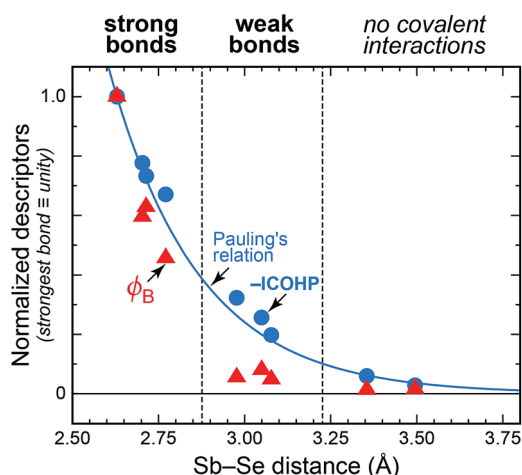 strong
bonds
weak
bonds
no covalent
interactions
1.0
0
Normalized descriptors
(strongest bond ≡ unity)
Pauling's
relation
–ICOHP
ϕB
2.50
2.75
3.00
3.25
3.50
3.75
Sb–Se distance (Å)